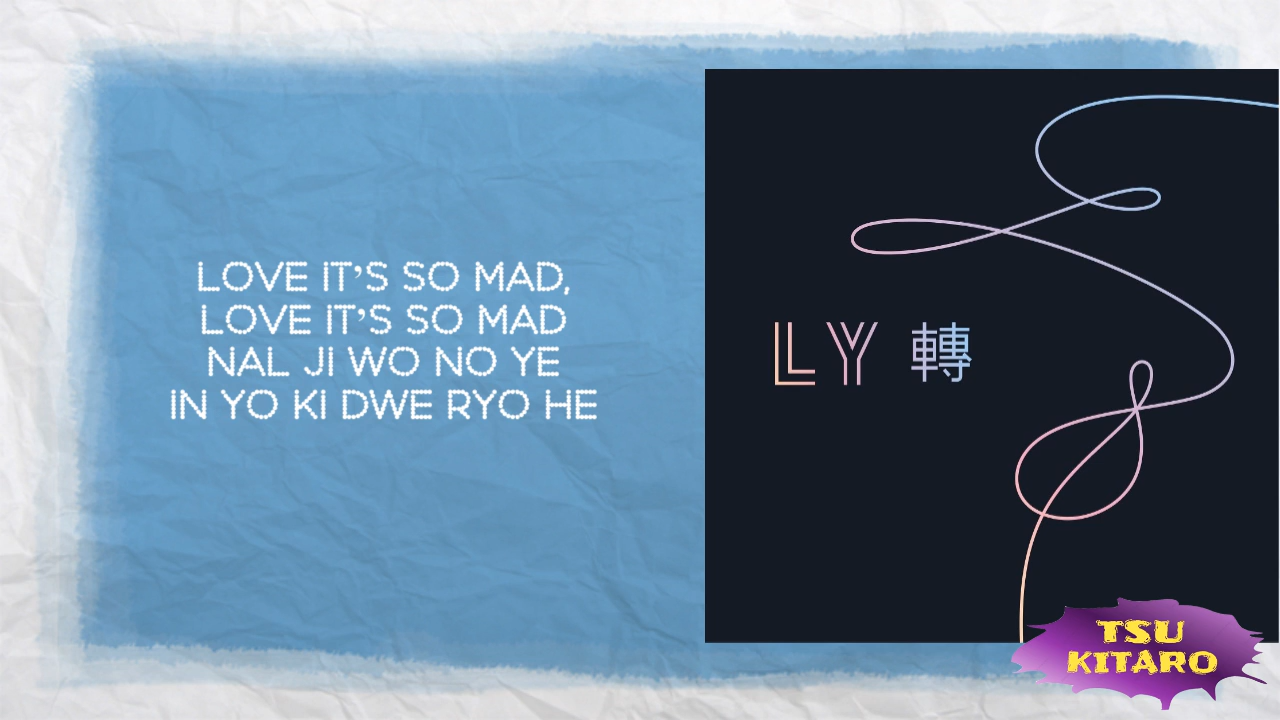 LOVE IT'S SO MAD,
LOVE IT'S SO MAD
NAL JI WO NO YE
IN YO KI DWE RYO HE
LY 轉
TSU
KITARO